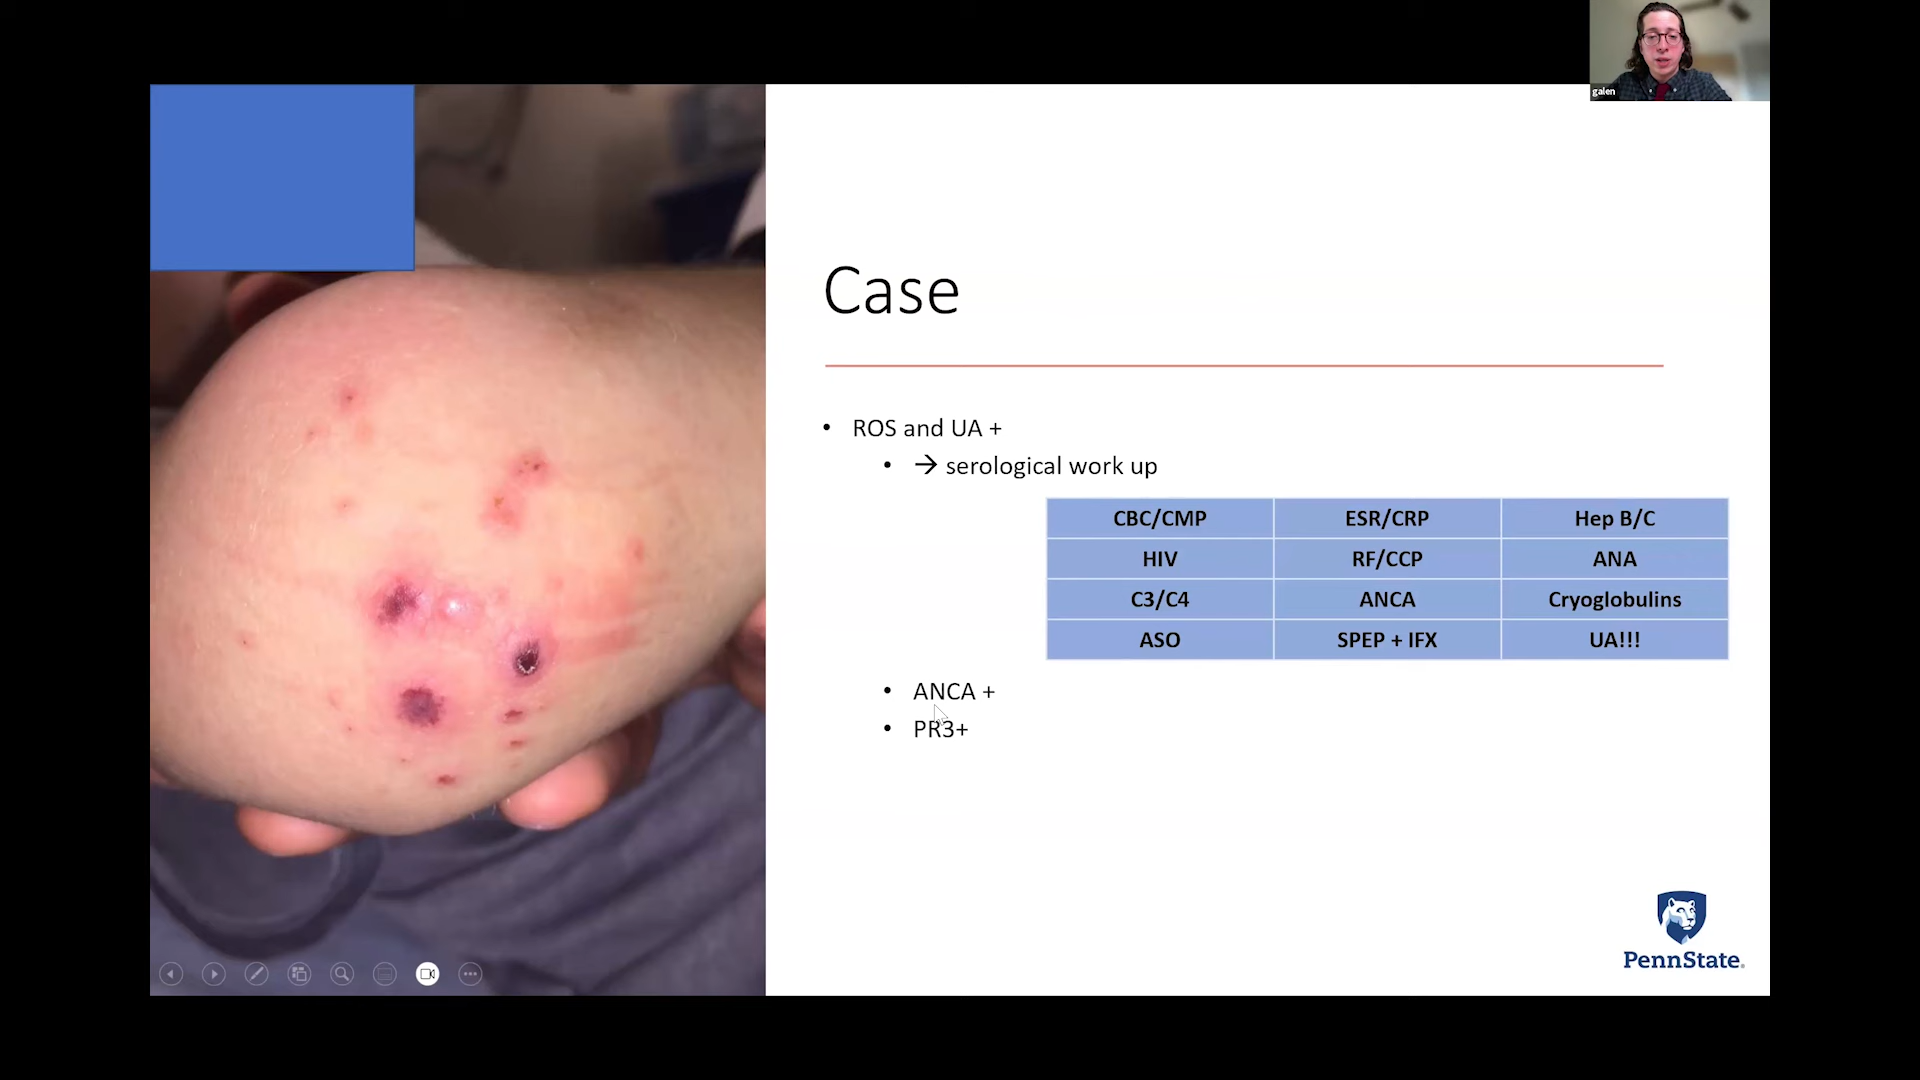 galen
Case
• ROS and UA +
• → serological work up
CBC/CMP ESR/CRP Hep B/C
HIV RF/CCP ANA
C3/C4 ANCA Cryoglobulins
ASO SPEP + IFX UA!!!
• ANCA +
• PR3+
PennState